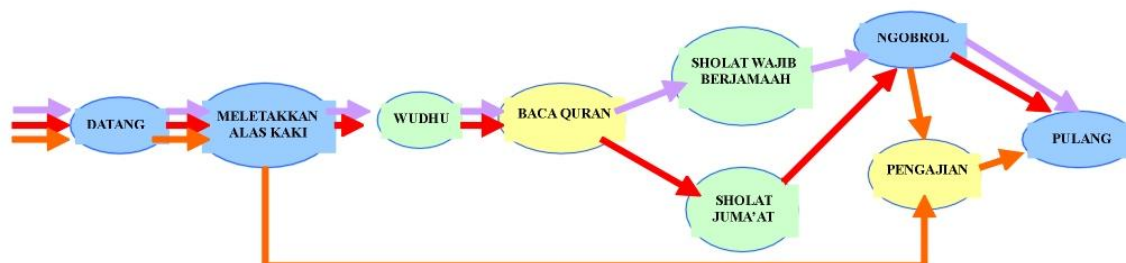 DATANG
MELETAKKAN
ALAS KAKI
WUDHU
BACA QURAN
SHOLAT WAJIB
BERJAMAAH
SHOLAT
JUMA'AT
NGOBROL
PENGAJIAN
PULANG